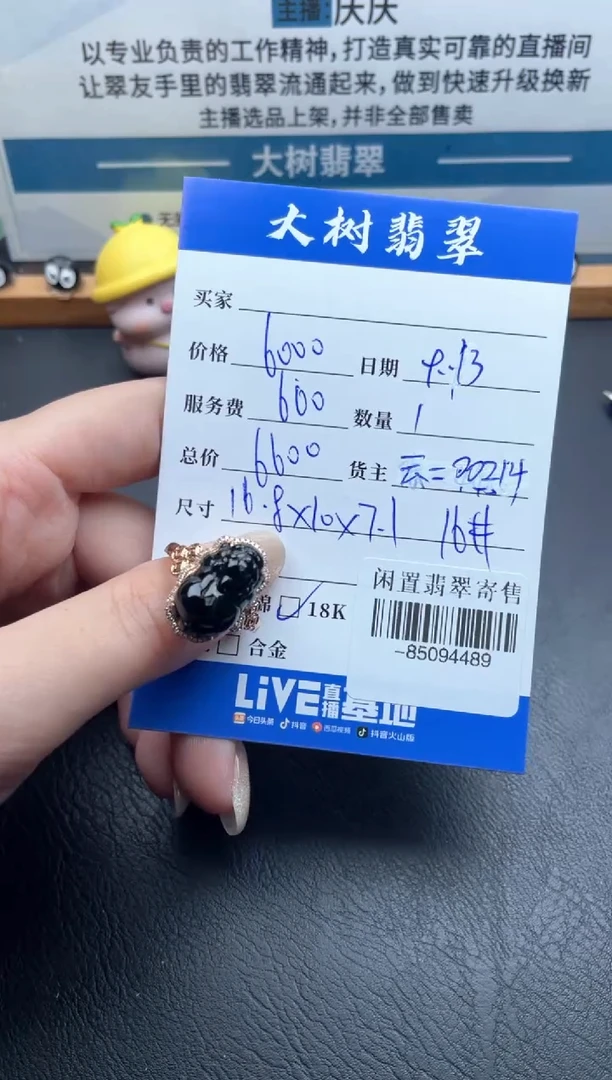 主播:庆庆
以专业负责的工作精神,打造真实可靠的直播间
让翠友手里的翡翠流通起来,做到快速升级换新
主播选品上架,并非全部售卖
大树翡翠
大树翡翠
买家
价格 6000 日期
服务费 600 数量 1
总价 6600 货主
尺寸 16.8×10×7.1 16#
18K
合金
闲置翡翠寄售
-85094489
LiVE直播基地
今日头条 抖音 西瓜视频 抖音火山版